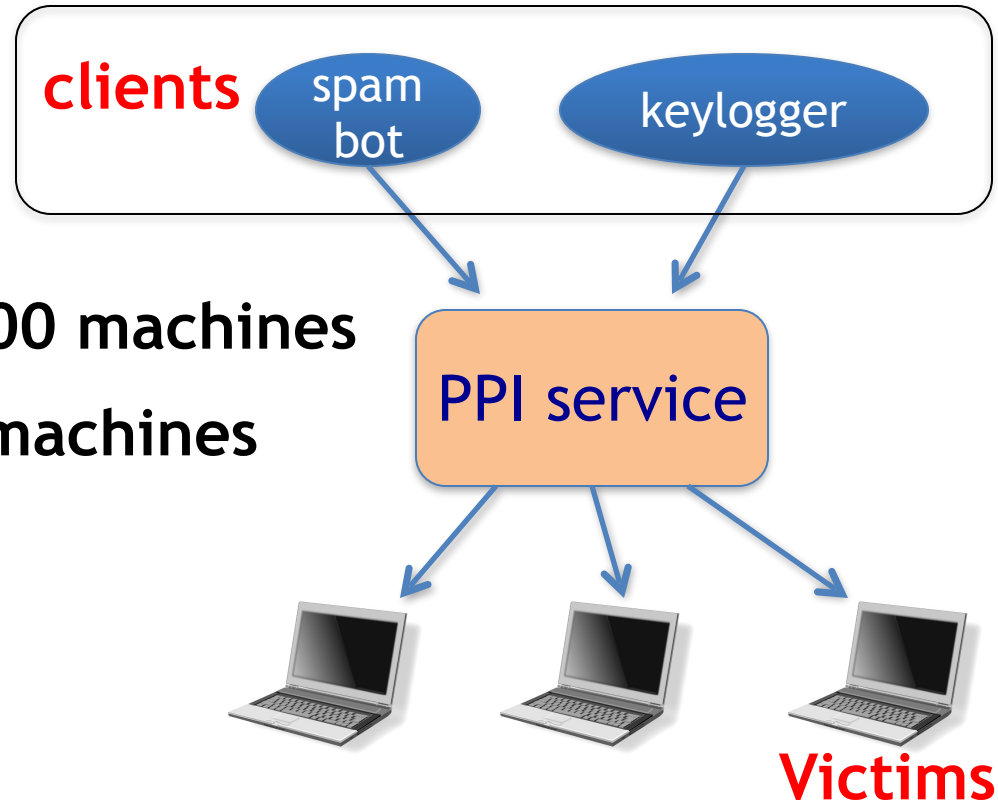 clients
spam
bot
keylogger
00 machines
machines
PPI service
Victims